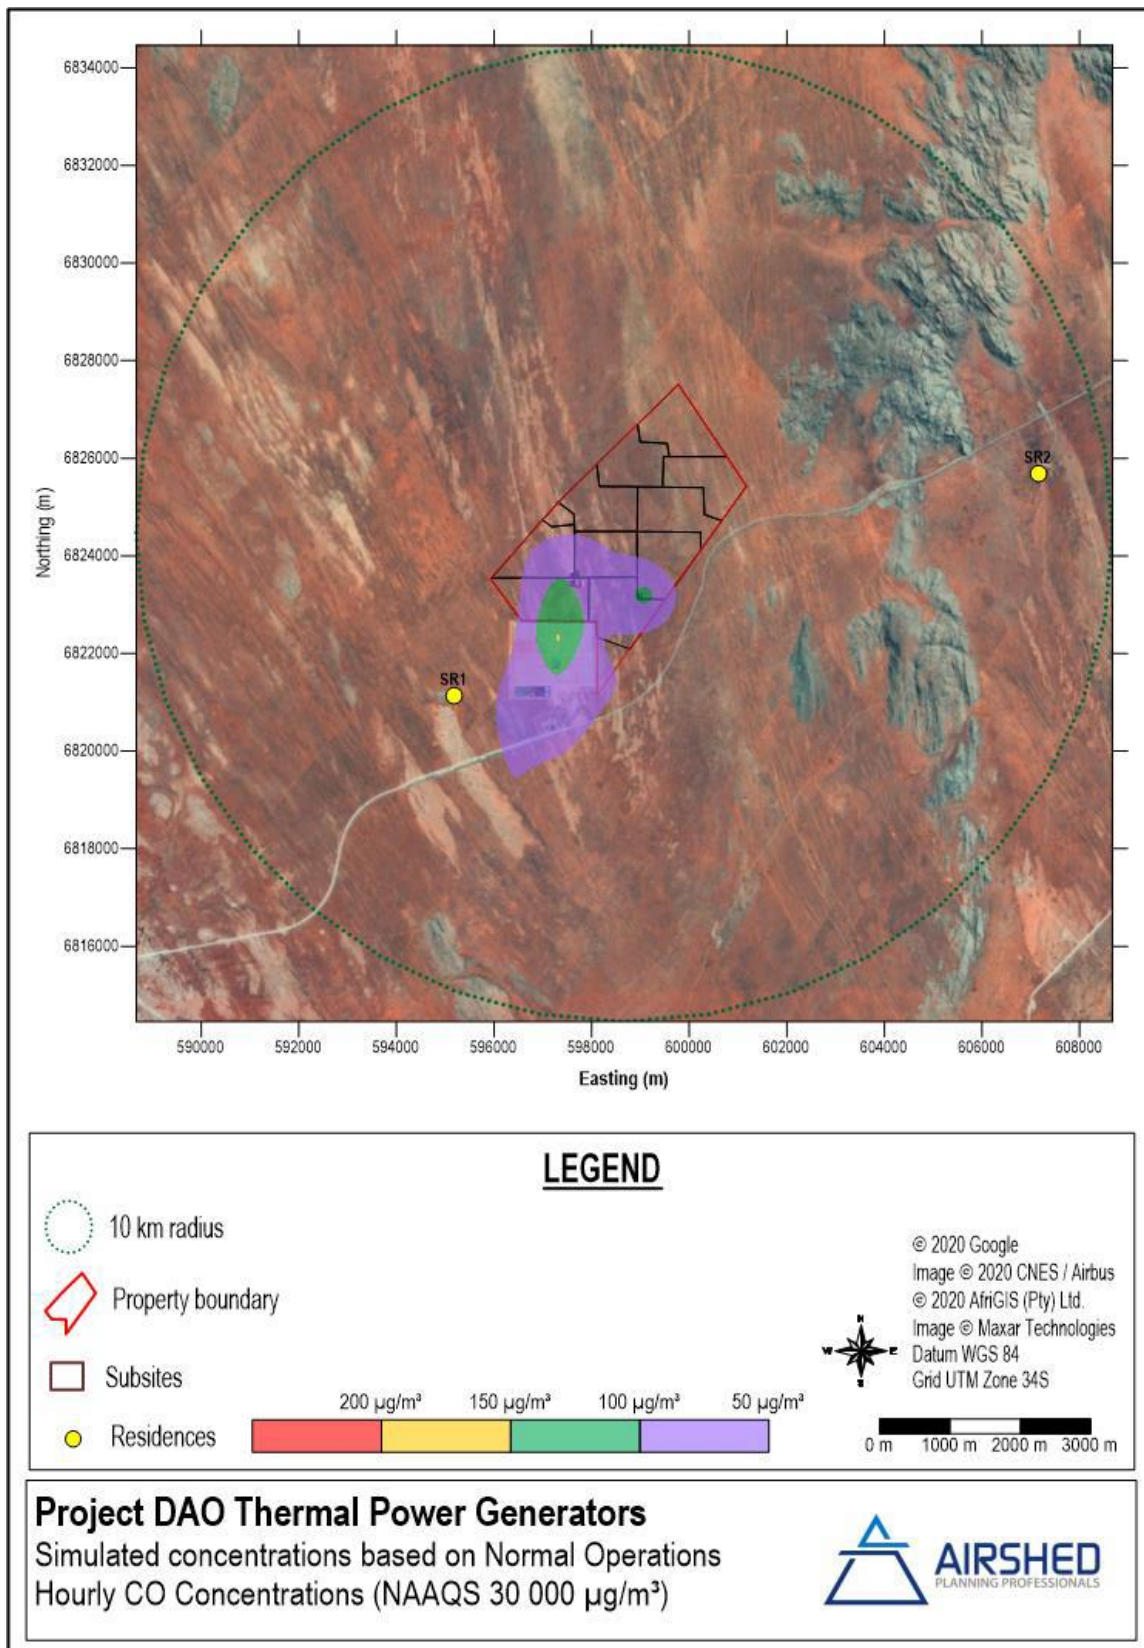 6834000
6832000
6830000
6828000
6826000
6824000
6822000
6820000
6818000
6816000
Northing (m)
SR2
SR1
590000
592000
594000
596000
598000
600000
602000
604000
606000
608000
Easting (m)
LEGEND
10 km radius
Property boundary
Subsites
Residences
200 µg/m³
150 µg/m³
100 µg/m³
50 µg/m³
N
W
E
S
© 2020 Google
Image © 2020 CNES / Airbus
© 2020 AfriGIS (Pty) Ltd.
Image © Maxar Technologies
Datum WGS 84
Grid UTM Zone 34S
0 m 1000 m 2000 m 3000 m
Project DAO Thermal Power Generators
Simulated concentrations based on Normal Operations
Hourly CO Concentrations (NAAQS 30 000 µg/m³)
AIRSHED
PLANNING PROFESSIONALS